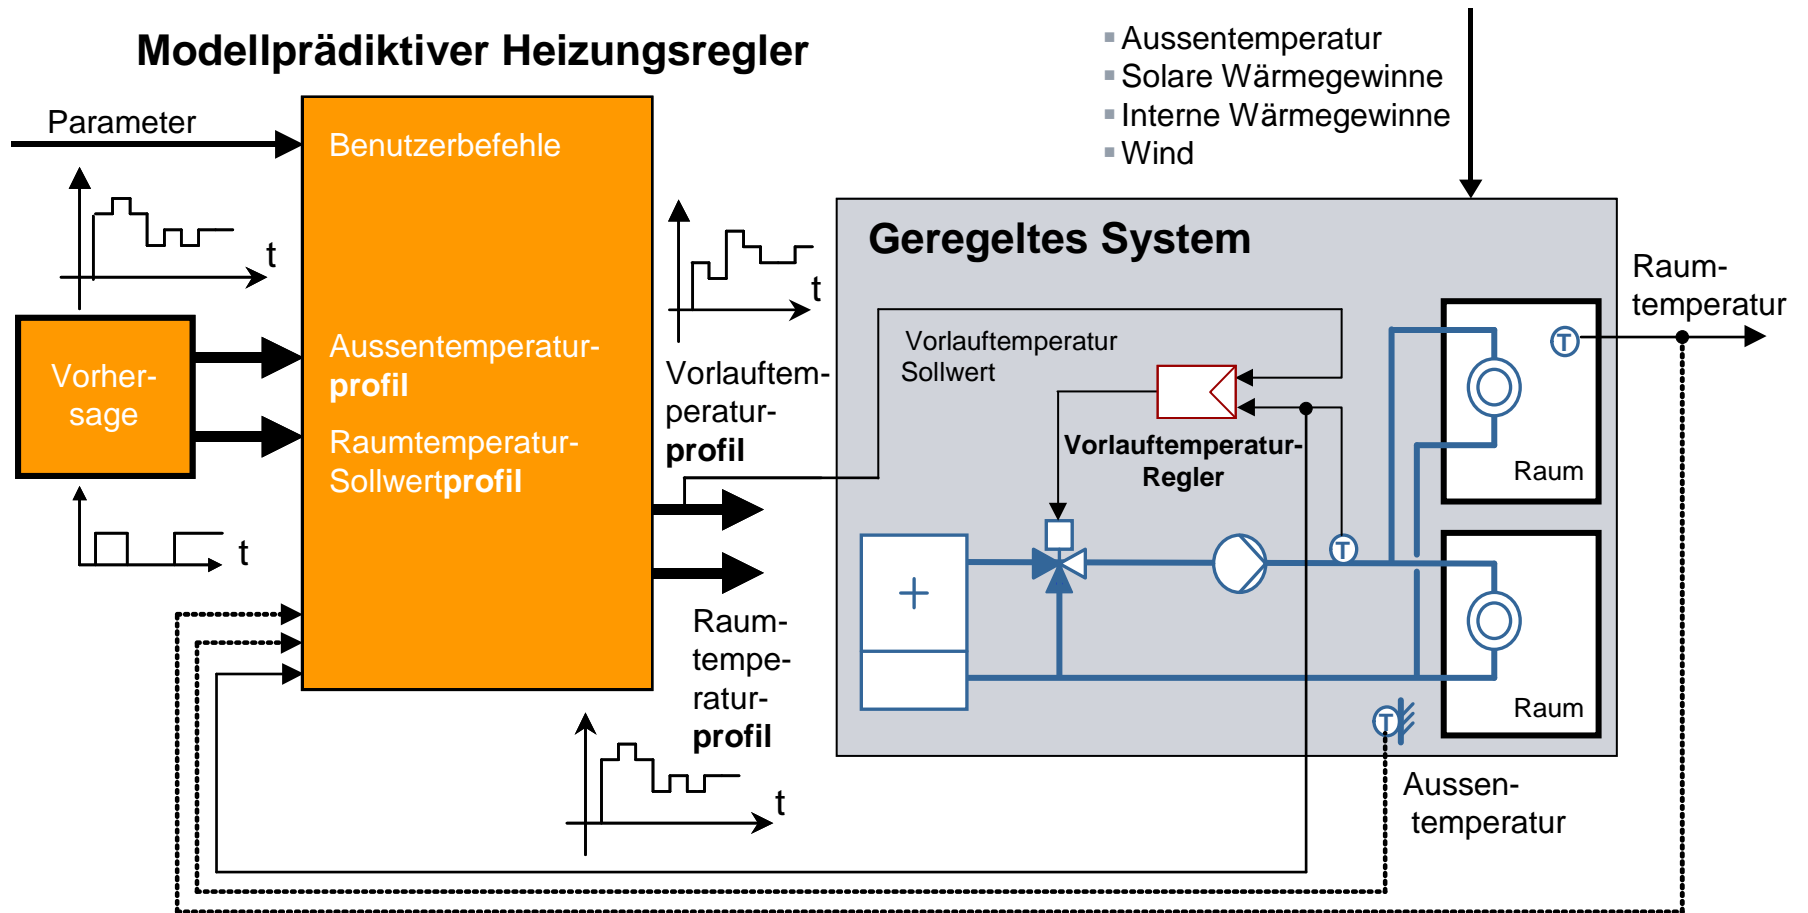 Modellprädiktiver Heizungsregler
Aussentemperatur
Solare Wärmegewinne
Interne Wärmegewinne
Wind
Parameter
Benutzerbefehle
t
Vorher-
sage
t
Aussentemperatur-
profil
Raumtemperatur-
Sollwertprofil
t
Vorlauftem-
peratur-
profil
Raum-
tempe-
ratur-
profil
t
Geregeltes System
Vorlauftemperatur
Sollwert
Vorlauftemperatur-
Regler
T
T
Raum
Raum
T
Raum-
temperatur
Aussen-
temperatur